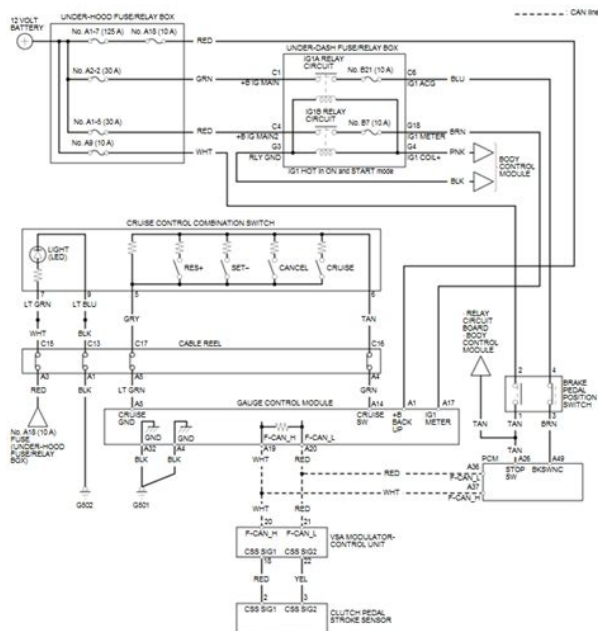 12 VOLT
BATTERY
UNDER-HOOD FUSE/RELAY BOX
CAN line
No. A1-7 (125 A)
No. A18 (10 A)
RED
UNDER-DASH FUSE/RELAY BOX
No. A2-2 (30 A)
GRN
C1
+B IG MAIN
IG1A RELAY
CIRCUIT
No. B21 (10 A)
C6
IG1 ACG
BLU
IG1B RELAY
CIRCUIT
No. A1-5 (30 A)
RED
C4
+B IG MAIN2
No. B7 (10 A)
G18
IG1 METER
BRN
No. A9 (10 A)
WHT
G3
RLY GND
G4
IG1 COIL+
PNK
BLK
BODY
CONTROL
MODULE
IG1 HOT in ON and START mode
CRUISE CONTROL COMBINATION SWITCH
LIGHT
(LED)
RES+
SET−
CANCEL
CRUISE
7
9
5
6
LT GRN
LT BLU
GRY
TAN
WHT
BLK
C15
C13
C17
C16
CABLE REEL
A3
A1
A5
A4
RED
BLK
LT GRN
GRN
RELAY
CIRCUIT
BOARD BODY
CONTROL
MODULE
TAN
2
4
BRAKE
PEDAL
POSITION
SWITCH
1
3
TAN
BRN
TAN
No. A18 (10 A)
FUSE
(UNDER-HOOD
FUSE/RELAY
BOX)
A14
A1
A17
CRUISE
GND
GAUGE CONTROL MODULE
CRUISE
SW
+B
BACK
UP
IG1
METER
GND
GND
F-CAN_H
F-CAN_L
A32
A4
A19
A20
BLK
BLK
WHT
RED
G502
G501
RED
WHT
PCM
A36
F-CAN_L
A37
F-CAN_H
A26
STOP
SW
A49
BKSWNC
WHT
RED
20
21
F-CAN_H
F-CAN_L
VSA MODULATOR-
CONTROL UNIT
CSS SIG1
CSS SIG2
18
22
RED
YEL
2
3
CSS SIG1
CSS SIG2
CLUTCH PEDAL
STROKE SENSOR